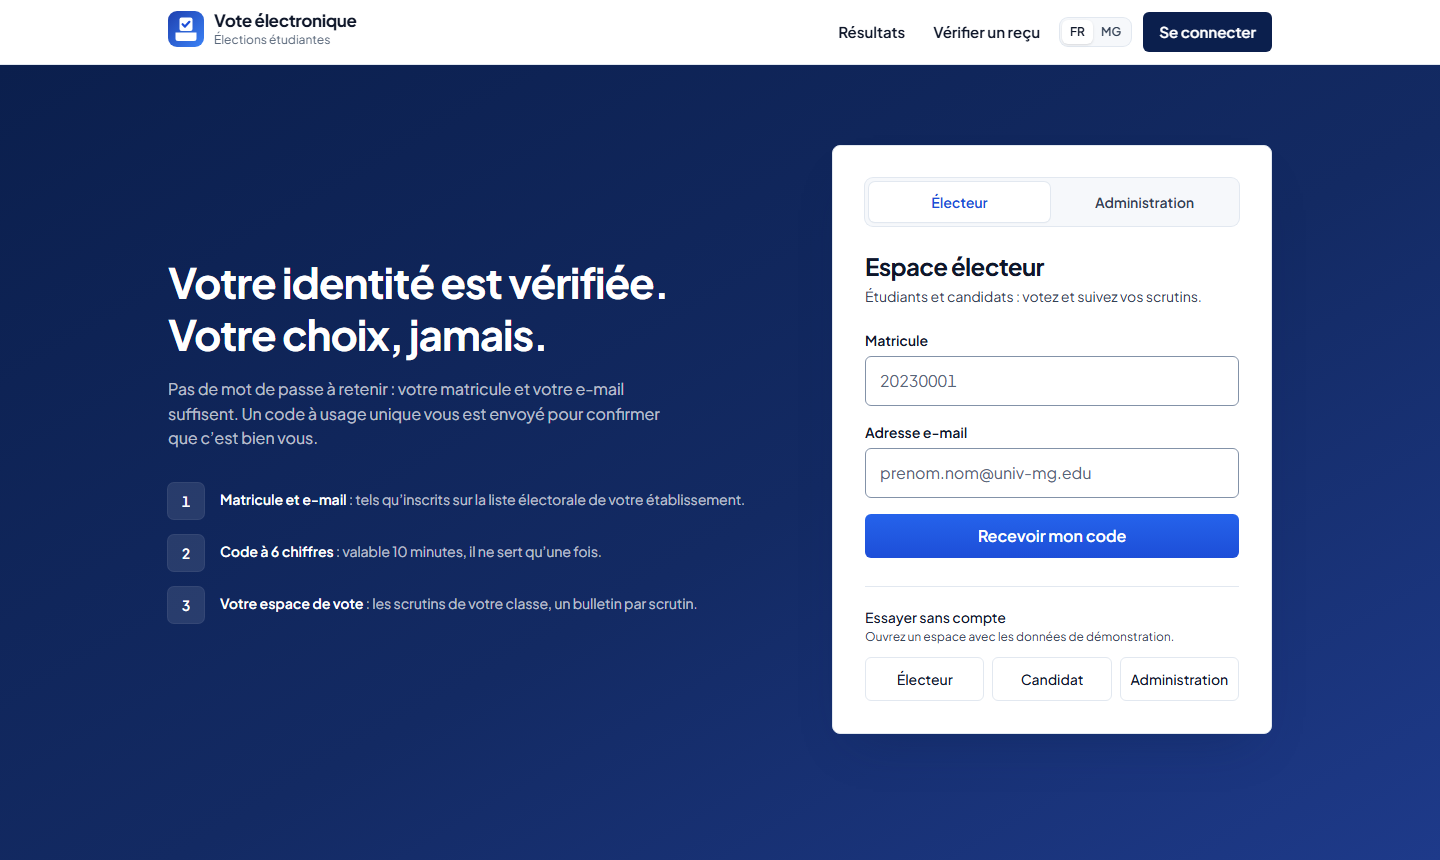 Vote électronique
Élections étudiantes
Résultats
Vérifier un reçu
FR
MG
Se connecter
Votre identité est vérifiée.
Votre choix, jamais.
Pas de mot de passe à retenir : votre matricule et votre e-mail
suffisent. Un code à usage unique vous est envoyé pour confirmer
que c’est bien vous.
1
Matricule et e-mail : tels qu’inscrits sur la liste électorale de votre établissement.
2
Code à 6 chiffres : valable 10 minutes, il ne sert qu’une fois.
3
Votre espace de vote : les scrutins de votre classe, un bulletin par scrutin.
Électeur
Administration
Espace électeur
Étudiants et candidats : votez et suivez vos scrutins.
Matricule
20230001
Adresse e-mail
prenom.nom@univ-mg.edu
Recevoir mon code
Essayer sans compte
Ouvrez un espace avec les données de démonstration.
Électeur
Candidat
Administration